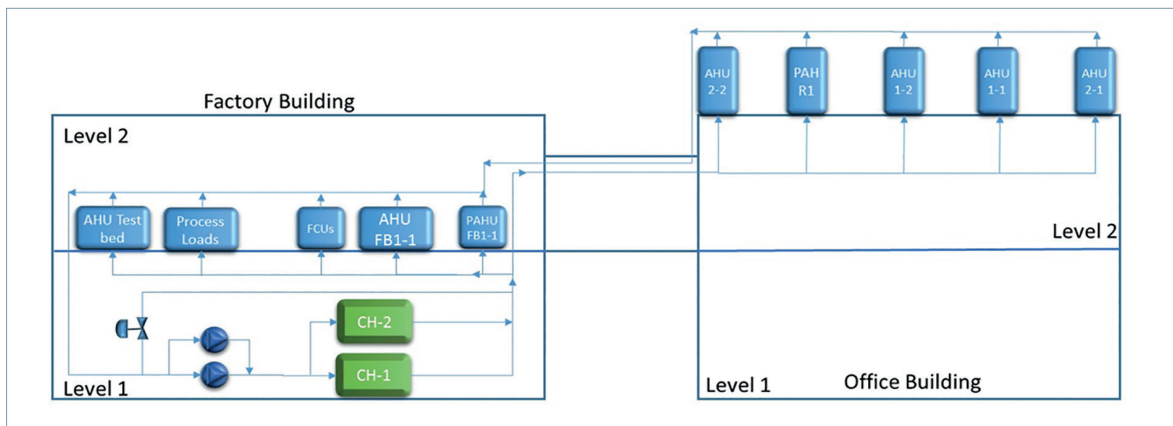 AHU
2-2
PAH
R1
AHU
1-2
AHU
1-1
AHU
2-1
Factory Building
Level 2
AHU Test
bed
Process
Loads
FCUs
AHU
FB1-1
PAHU
FB1-1
Level 2
CH-2
CH-1
Level 1
Level 1
Office Building